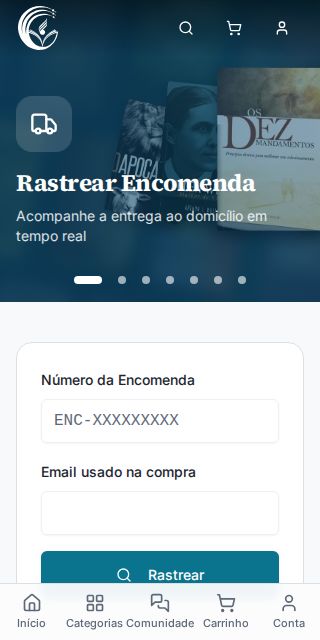 APOCA
OS
DEZ
MANDAMENTOS
Rastrear Encomenda
Acompanhe a entrega ao domicílio em
tempo real
Número da Encomenda
ENC-XXXXXXXXX
Email usado na compra
Rastrear
Início
Categorias
Comunidade
Carrinho
Conta